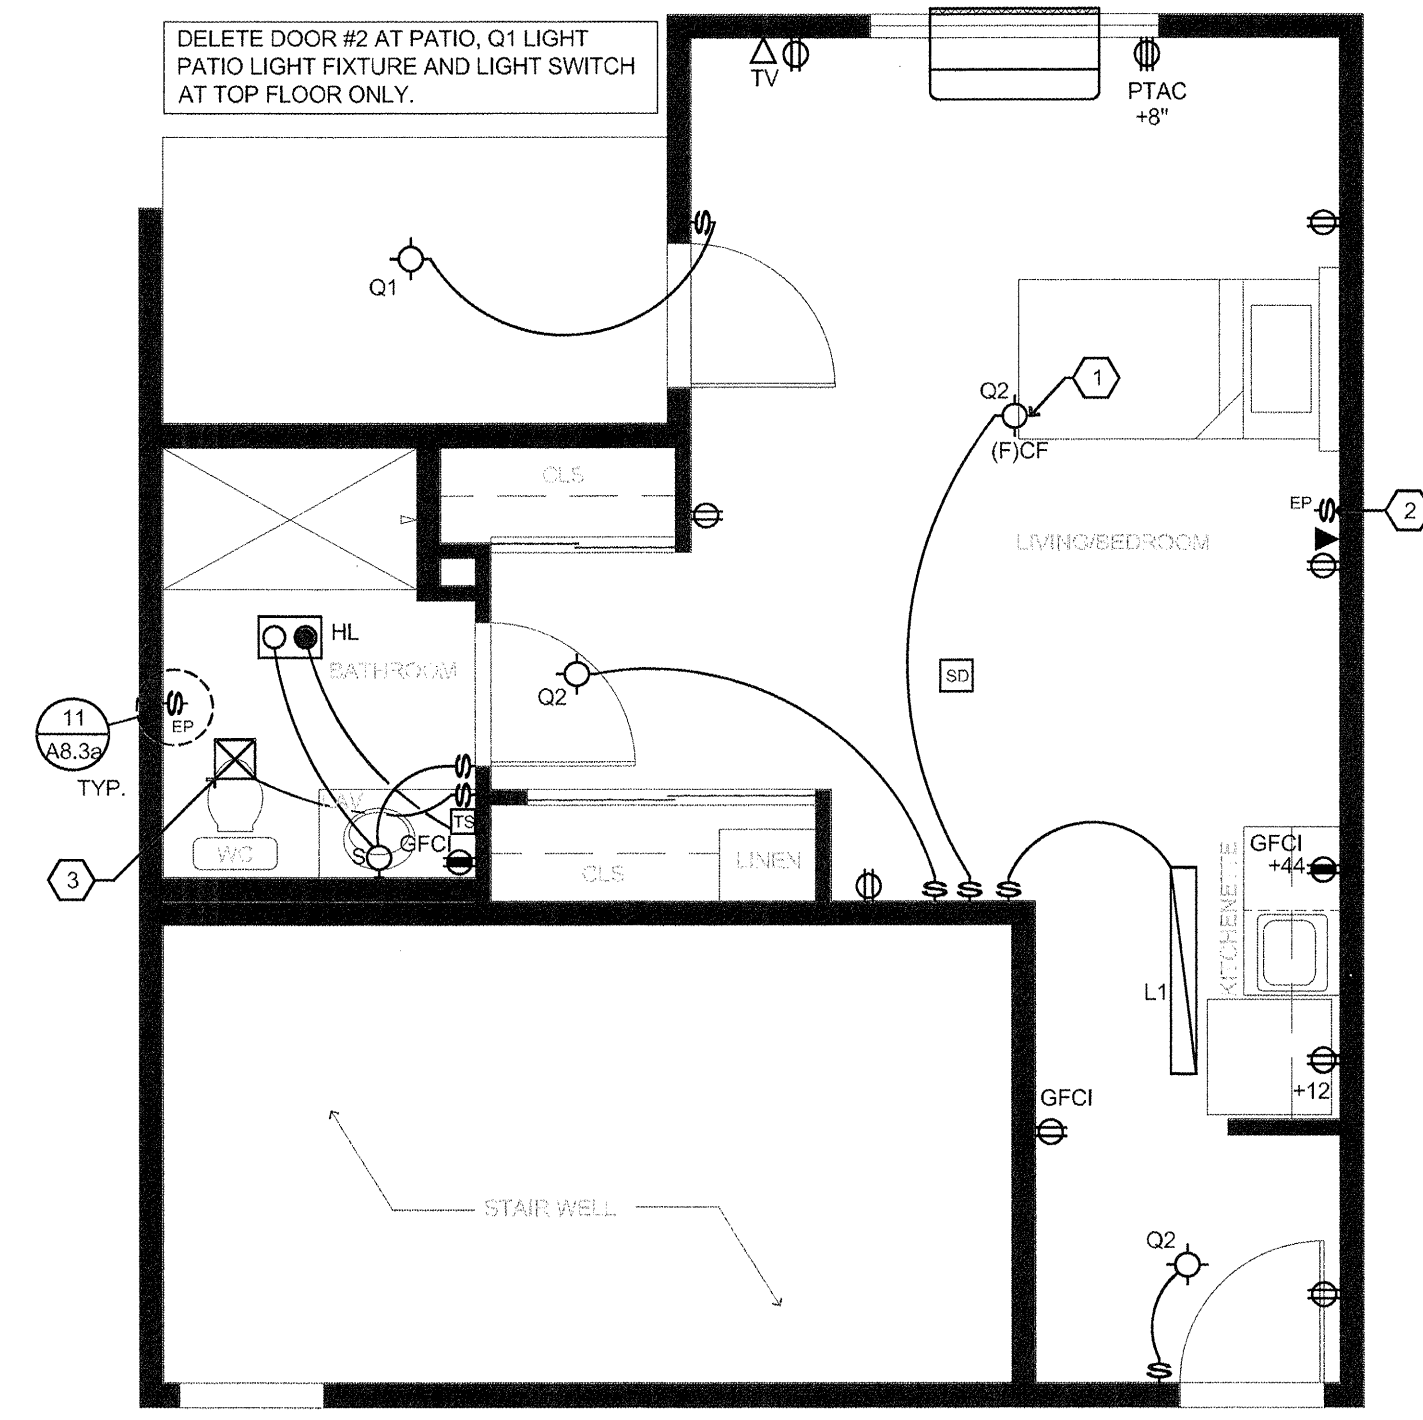 DELETE DOOR #2 AT PATIO, Q1 LIGHT
PATIO LIGHT FIXTURE AND LIGHT SWITCH
AT TOP FLOOR ONLY.
TV
PTAC
+8"
S
Q1
1
Q2
(F)CF
CLS
EP S
2
LIVING/BEDROOM
HL
BATHROOM
SD
Q2
S
EP
11
A8.3a
TYP.
S
S
LAV
TS
GFCI
S
WC
3
CLS
LINEN
S
S
S
GFCI
+44
KITCHENETTE
L1
+12
GFCI
STAIR WELL
Q2
S